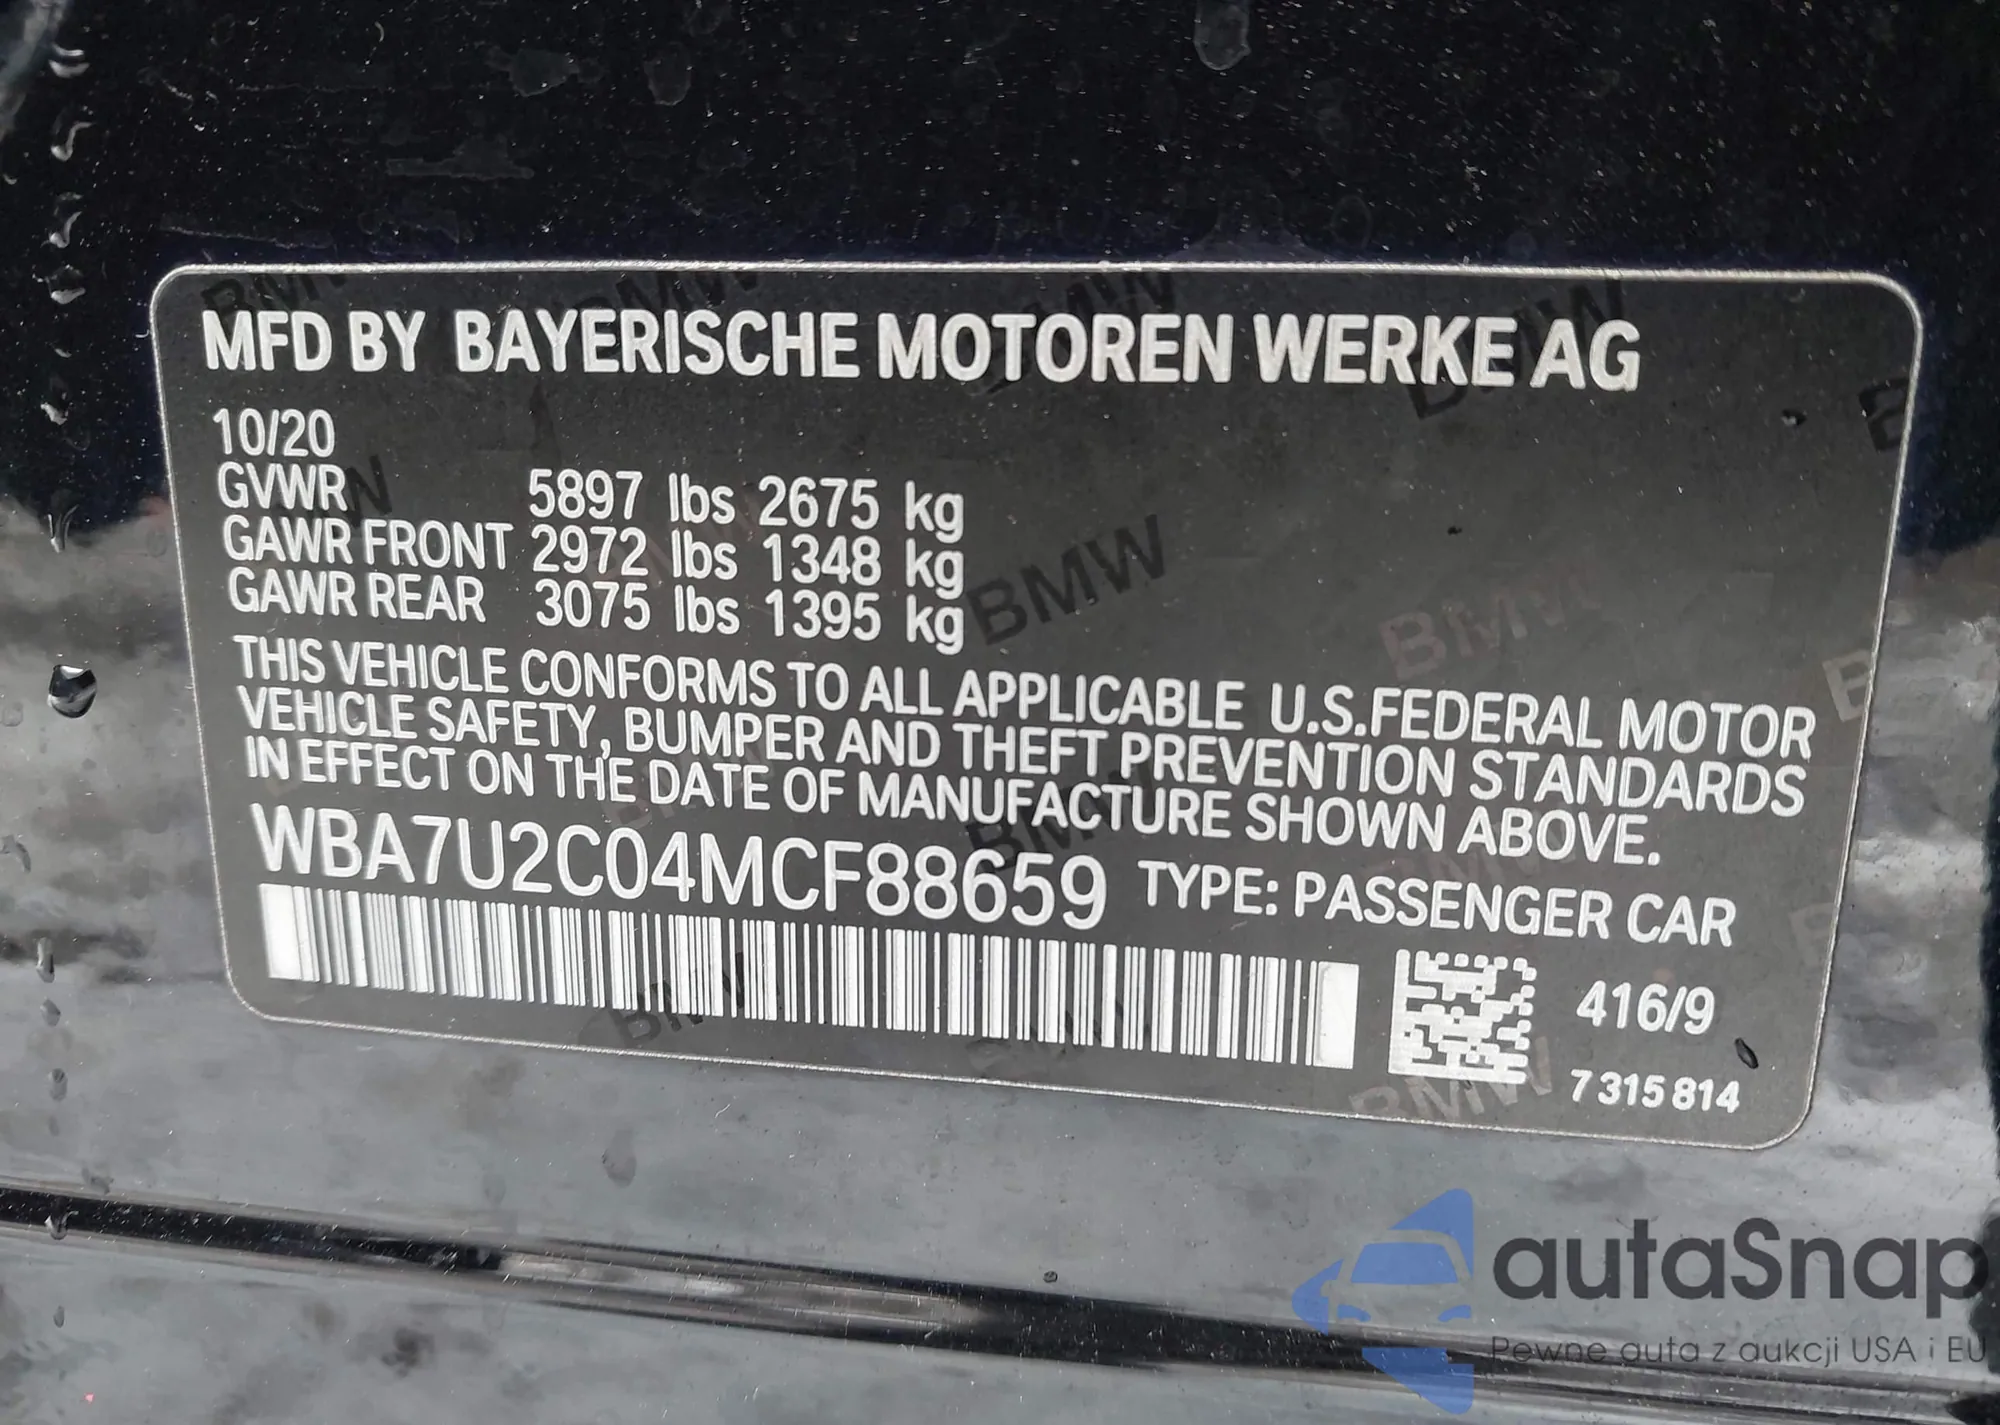 MFD BY BAYERISCHE MOTOREN WERKE AG
10/20
GVWR 5897 lbs 2675 kg
GAWR FRONT 2972 lbs 1348 kg
GAWR REAR 3075 lbs 1395 kg
THIS VEHICLE CONFORMS TO ALL APPLICABLE U.S.FEDERAL MOTOR
VEHICLE SAFETY, BUMPER AND THEFT PREVENTION STANDARDS
IN EFFECT ON THE DATE OF MANUFACTURE SHOWN ABOVE.
WBA7U2C04MCF88659 TYPE: PASSENGER CAR
416/9
7 315 814
autaSnap
Pewne auta z aukcji USA i EU